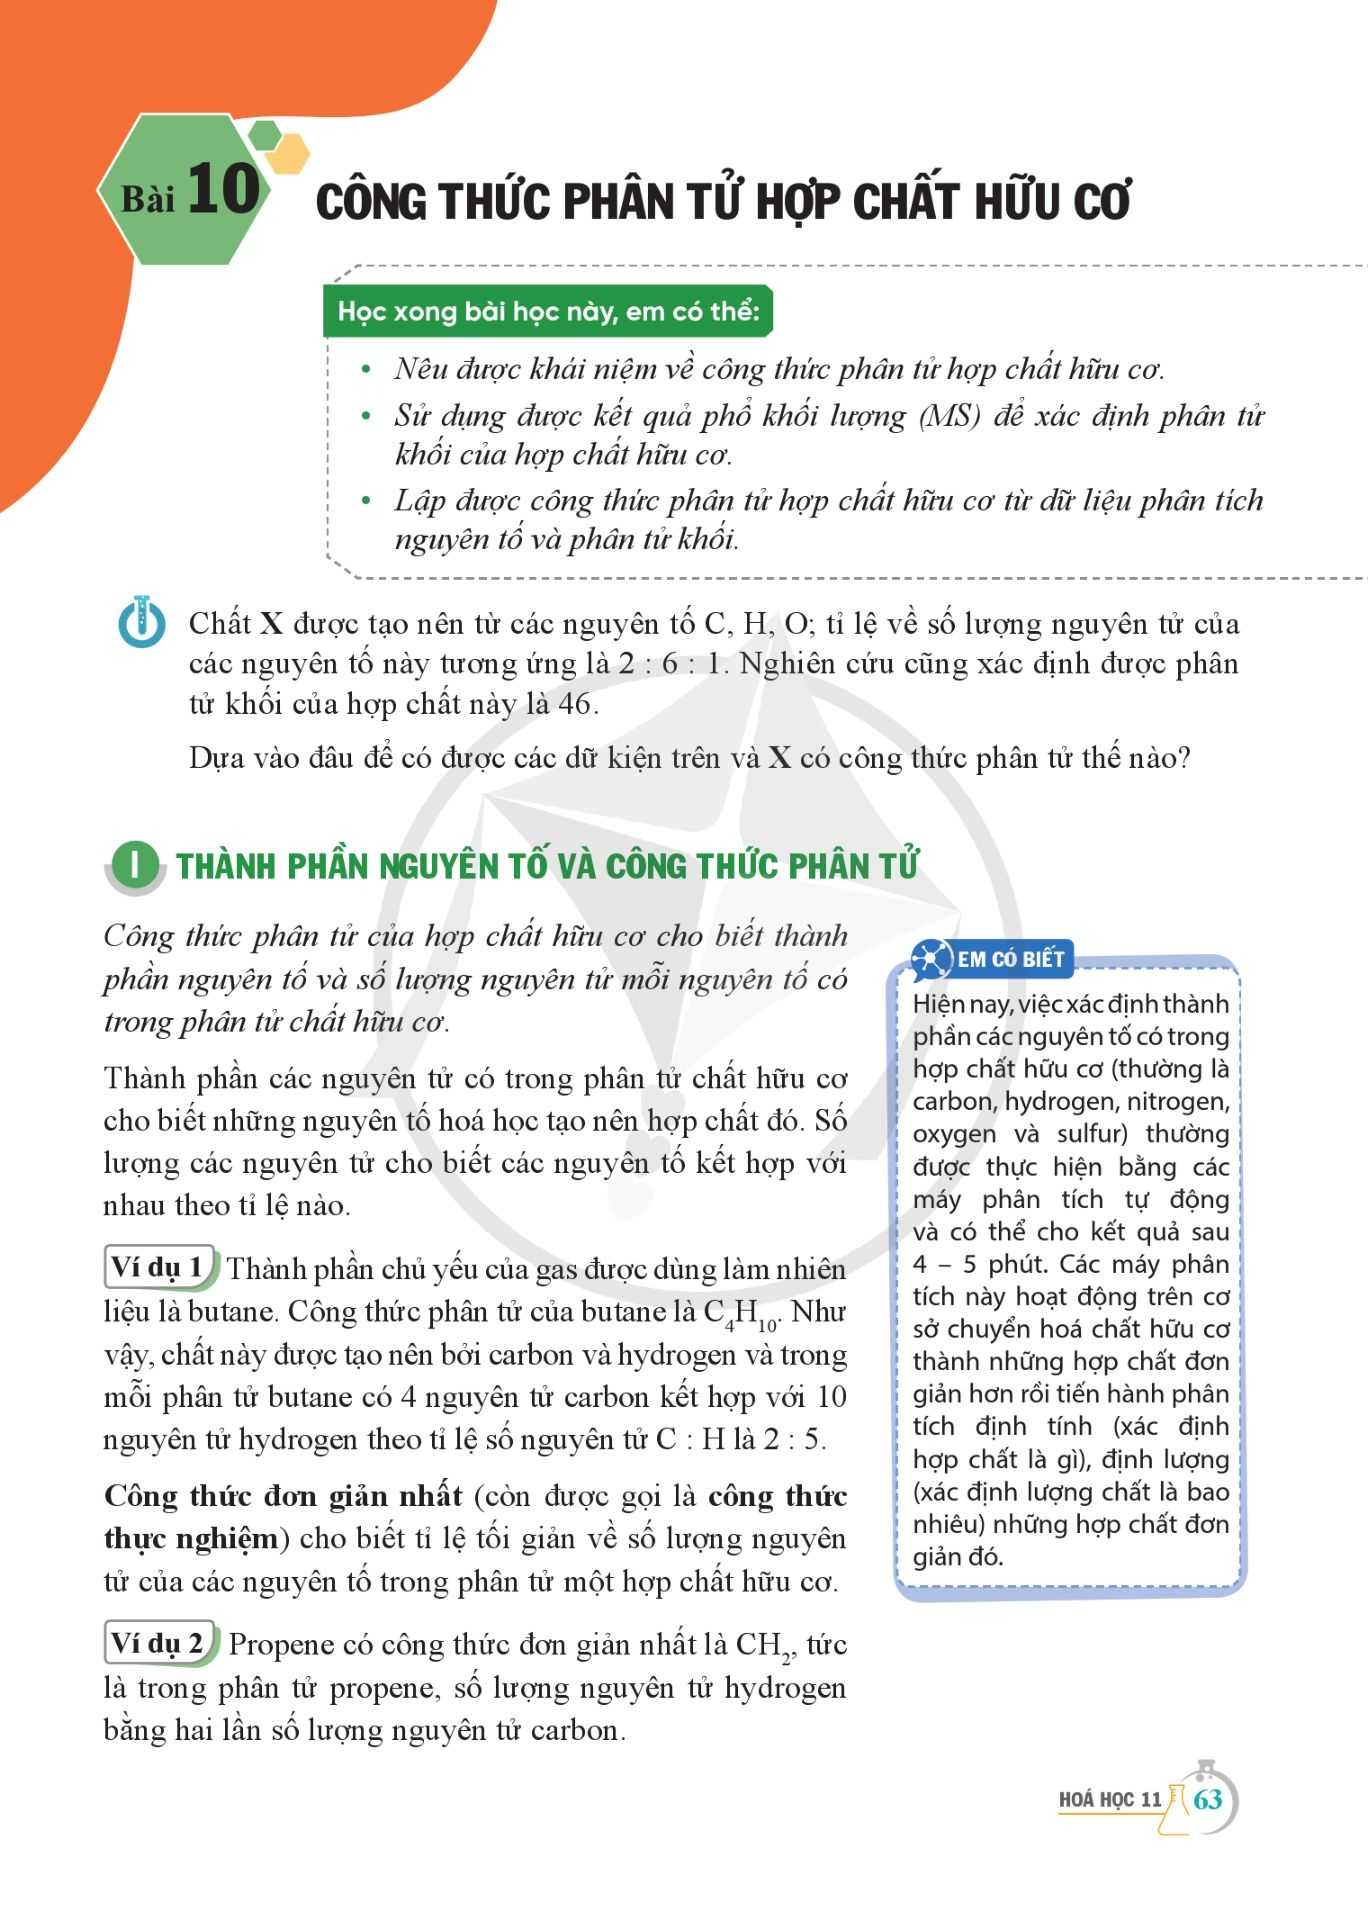 Bài 10
CÔNG THỨC PHÂN TỬ HỢP CHẤT HỮU CƠ
Học xong bài học này, em có thể:
• Nêu được khái niệm về công thức phân tử hợp chất hữu cơ.
• Sử dụng được kết quả phổ khối lượng (MS) để xác định phân tử
khối của hợp chất hữu cơ.
• Lập được công thức phân tử hợp chất hữu cơ từ dữ liệu phân tích
nguyên tố và phân tử khối.
Chất X được tạo nên từ các nguyên tố C, H, O; tỉ lệ về số lượng nguyên tử của
các nguyên tố này tương ứng là 2 : 6 : 1. Nghiên cứu cũng xác định được phân
tử khối của hợp chất này là 46.
Dựa vào đâu để có được các dữ kiện trên và X có công thức phân tử thế nào?
I THÀNH PHẦN NGUYÊN TỐ VÀ CÔNG THỨC PHÂN TỬ
Công thức phân tử của hợp chất hữu cơ cho biết thành
phần nguyên tố và số lượng nguyên tử mỗi nguyên tố có
trong phân tử chất hữu cơ.
Thành phần các nguyên tử có trong phân tử chất hữu cơ
cho biết những nguyên tố hoá học tạo nên hợp chất đó. Số
lượng các nguyên tử cho biết các nguyên tố kết hợp với
nhau theo tỉ lệ nào.
Ví dụ 1 Thành phần chủ yếu của gas được dùng làm nhiên
liệu là butane. Công thức phân tử của butane là C₄H₁₀. Như
vậy, chất này được tạo nên bởi carbon và hydrogen và trong
mỗi phân tử butane có 4 nguyên tử carbon kết hợp với 10
nguyên tử hydrogen theo tỉ lệ số nguyên tử C : H là 2 : 5.
Công thức đơn giản nhất (còn được gọi là công thức
thực nghiệm) cho biết tỉ lệ tối giản về số lượng nguyên
tử của các nguyên tố trong phân tử một hợp chất hữu cơ.
Ví dụ 2 Propene có công thức đơn giản nhất là CH₂, tức
là trong phân tử propene, số lượng nguyên tử hydrogen
bằng hai lần số lượng nguyên tử carbon.
EM CÓ BIẾT
Hiện nay, việc xác định thành
phần các nguyên tố có trong
hợp chất hữu cơ (thường là
carbon, hydrogen, nitrogen,
oxygen và sulfur) thường
được thực hiện bằng các
máy phân tích tự động
và có thể cho kết quả sau
4 – 5 phút. Các máy phân
tích này hoạt động trên cơ
sở chuyển hoá chất hữu cơ
thành những hợp chất đơn
giản hơn rồi tiến hành phân
tích định tính (xác định
hợp chất là gì), định lượng
(xác định lượng chất là bao
nhiêu) những hợp chất đơn
giản đó.
HOÁ HỌC 11 63